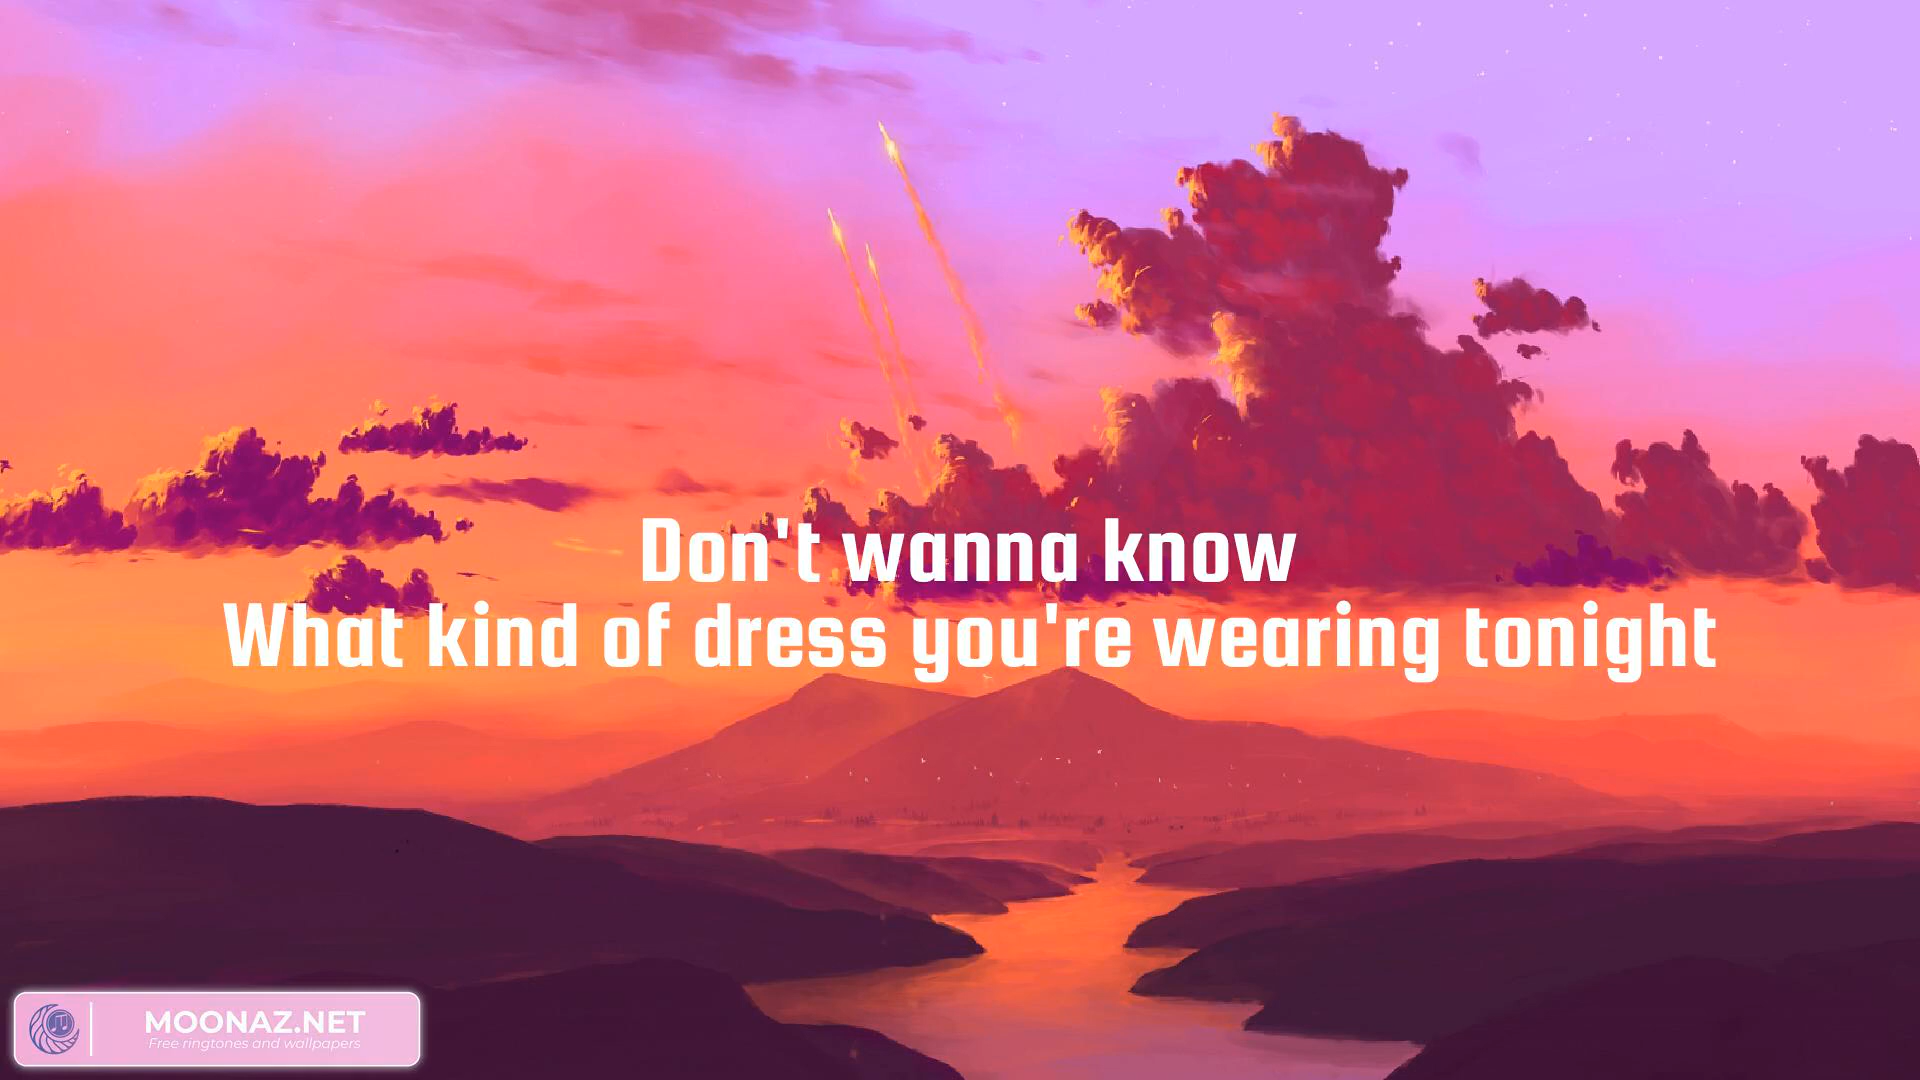 Don't wanna know
What kind of dress you're wearing tonight
MOONAZ.NET
Free ringtones and wallpapers